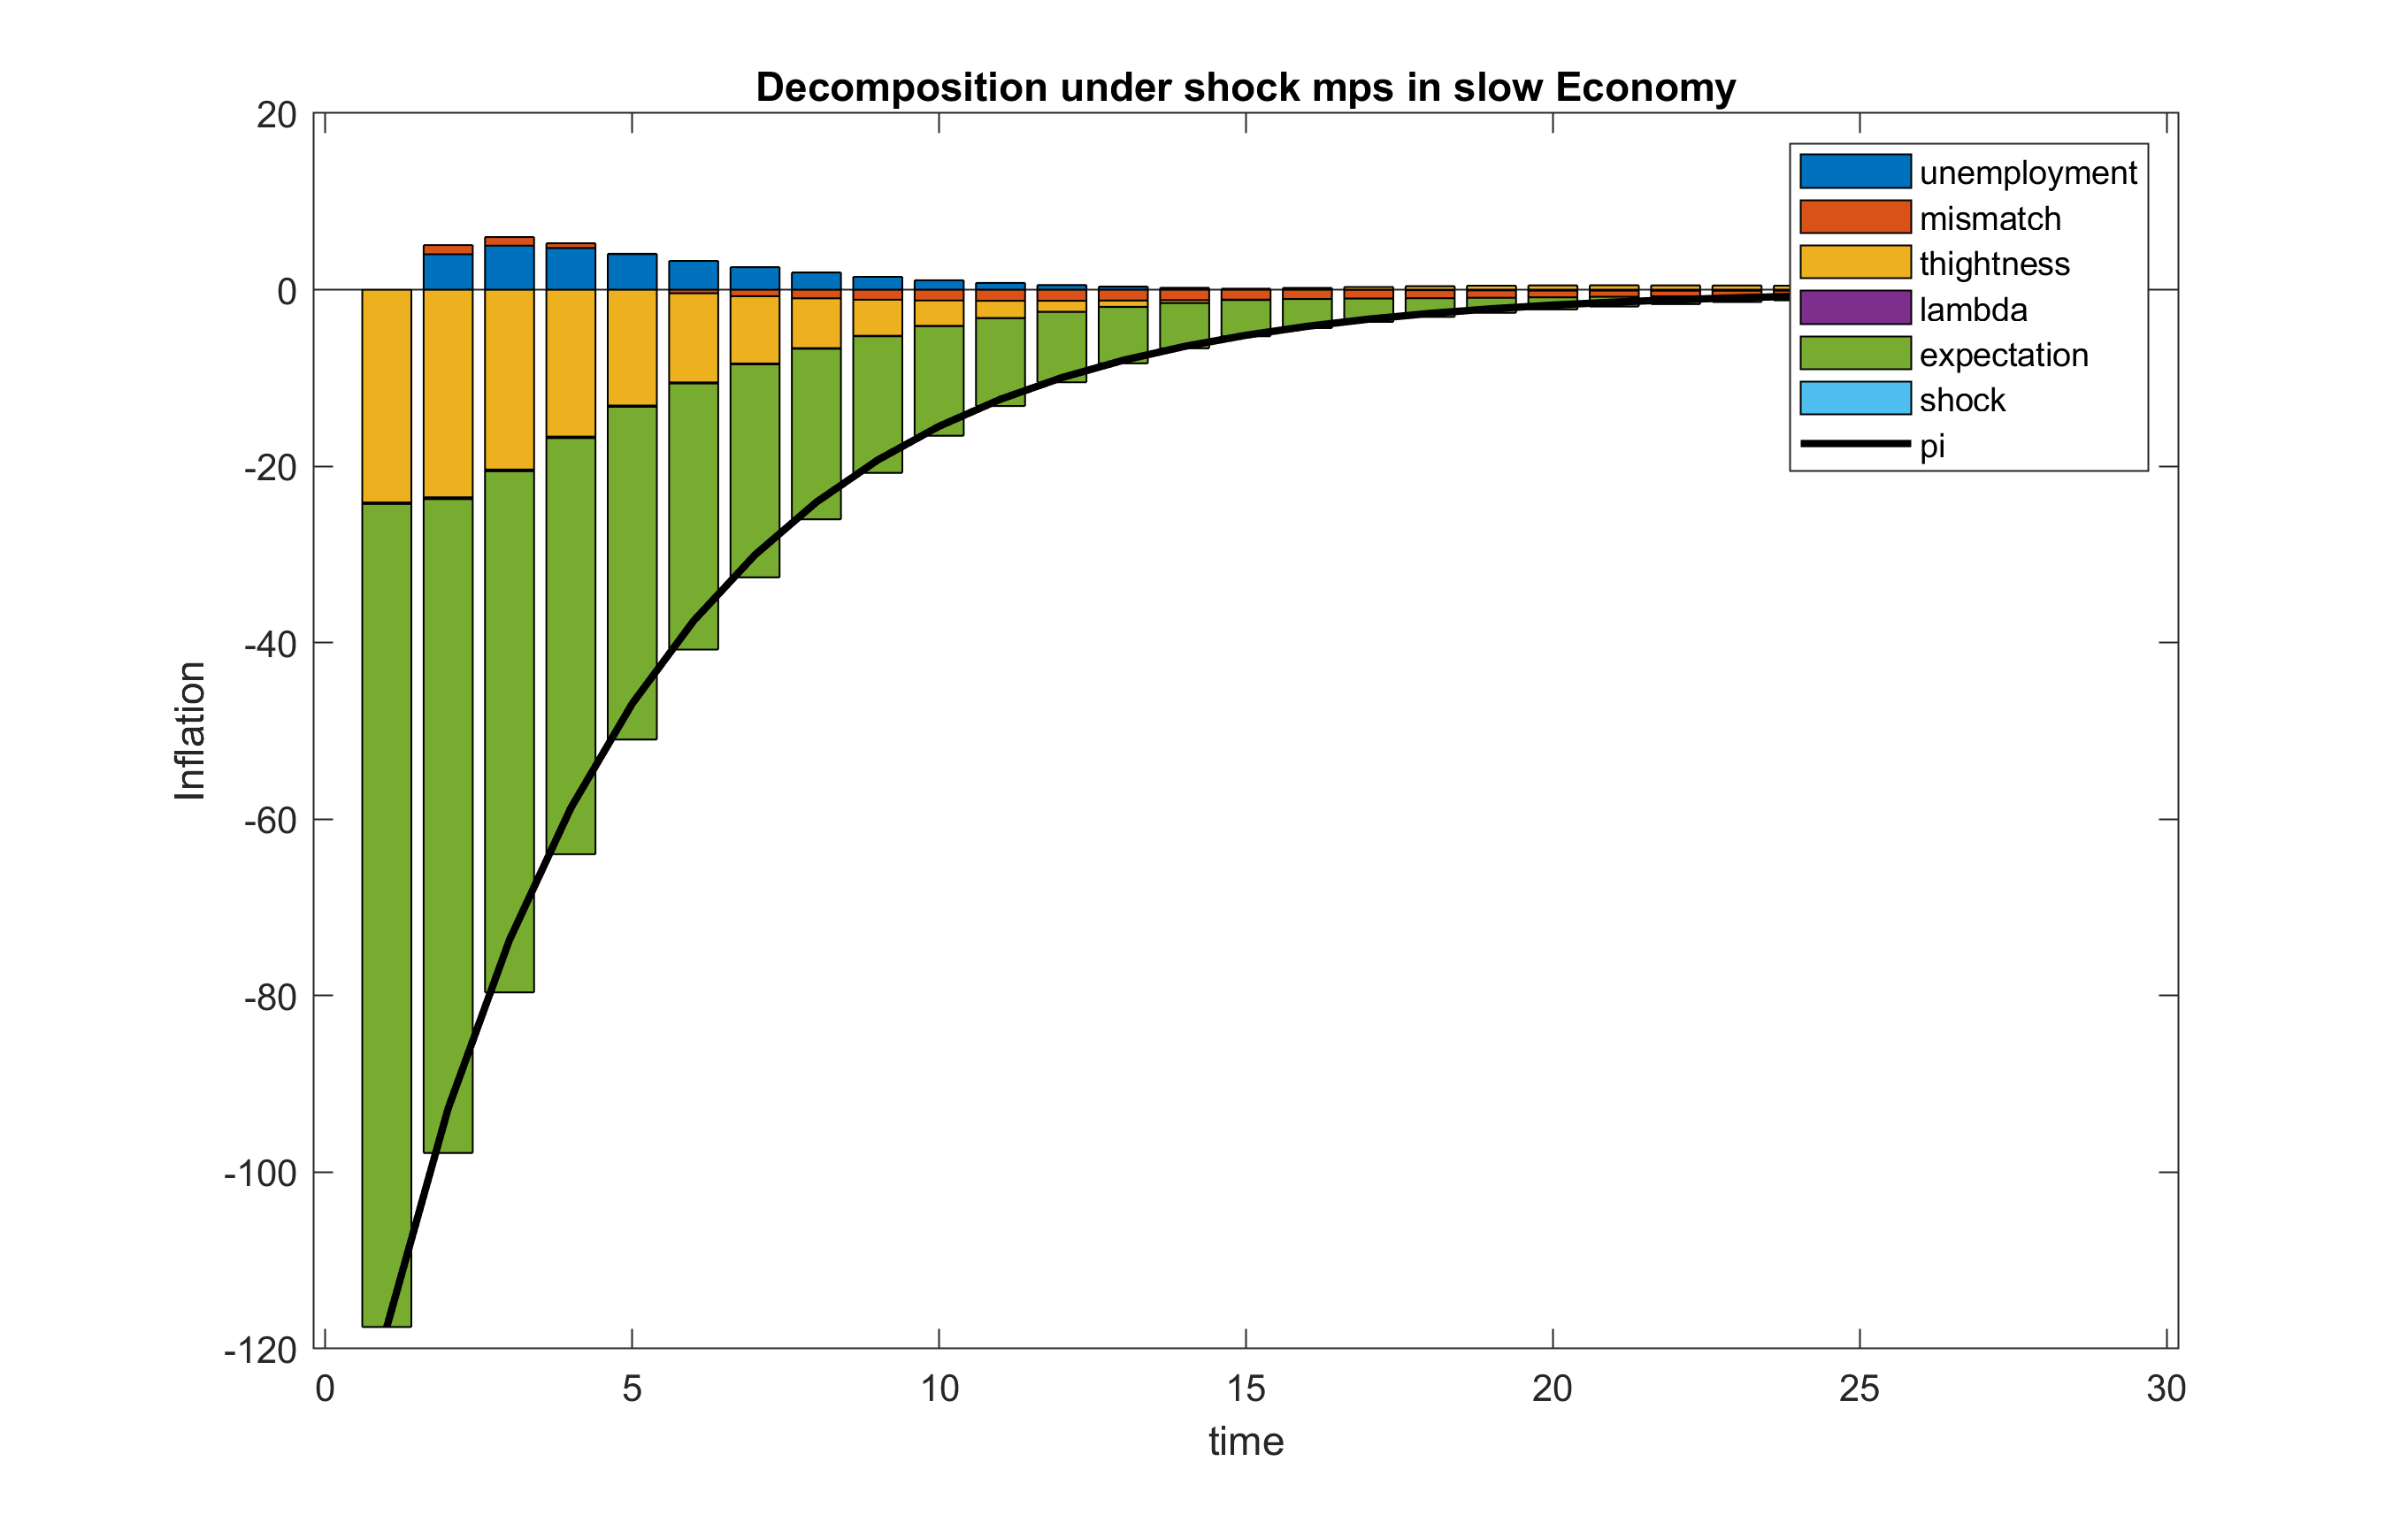 Decomposition under shock mps in slow Economy
20
0
-20
-40
-60
-80
-100
-120
Inflation
unemployment
mismatch
thightness
lambda
expectation
shock
pi
0 5 10 15 20 25 30
time